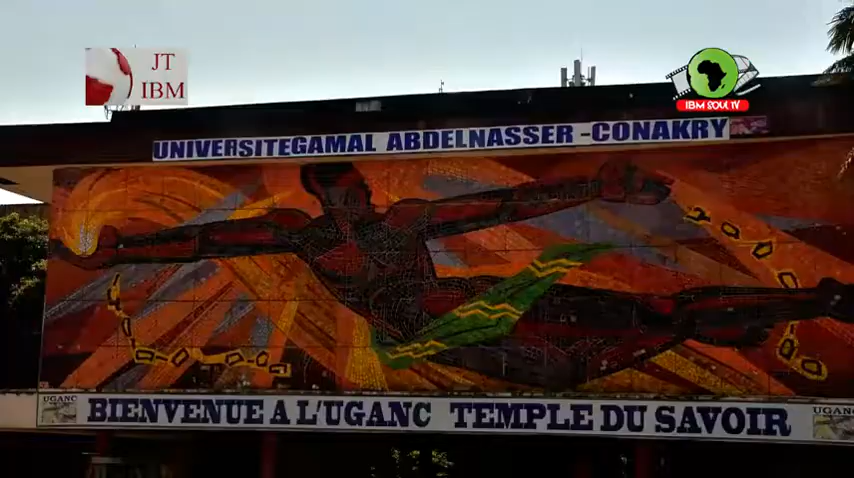 JT
IBM
IBM SOUL TV
UNIVERSITEGAMAL ABDELNASSER -CONAKRY
UGANC
BIENVENUE A L'UGANC TEMPLE DU SAVOIR
UGANC